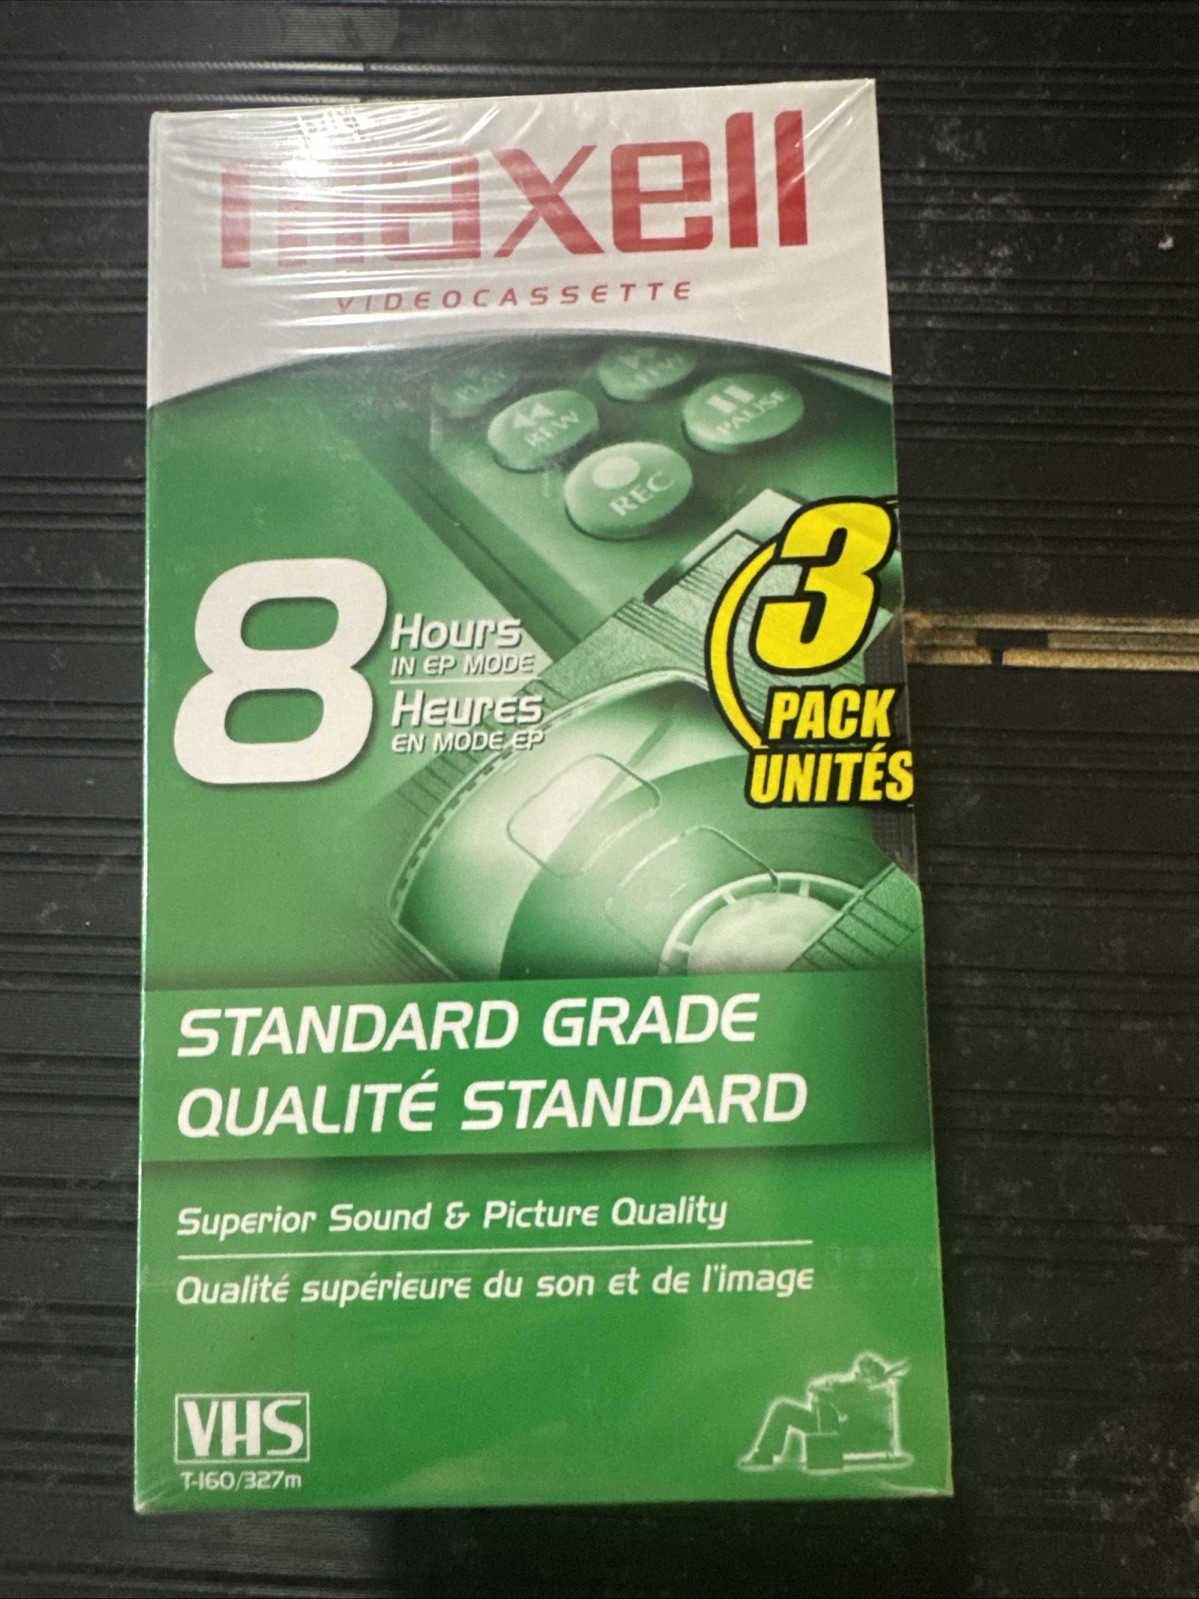 maxell
VIDEOCASSETTE
PLAY
REW
PAUSE
REC
8
Hours
IN EP MODE
Heures
EN MODE EP
3
PACK
UNITÉS
STANDARD GRADE
QUALITÉ STANDARD
Superior Sound & Picture Quality
Qualité supérieure du son et de l'image
VHS
T-160/327m